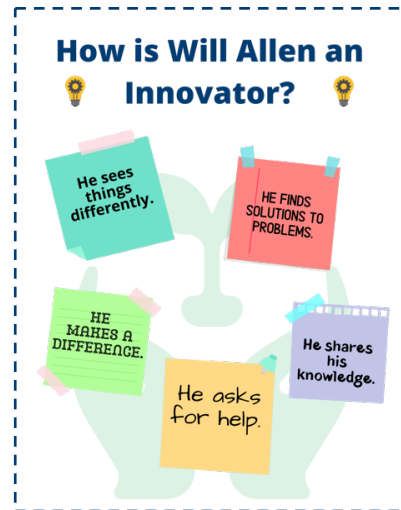 How is Will Allen an
Innovator?
He sees
things
differently.
HE FINDS
SOLUTIONS TO
PROBLEMS.
HE
MAKES A
DIFFERENCE.
He asks
for help.
He shares
his
knowledge.